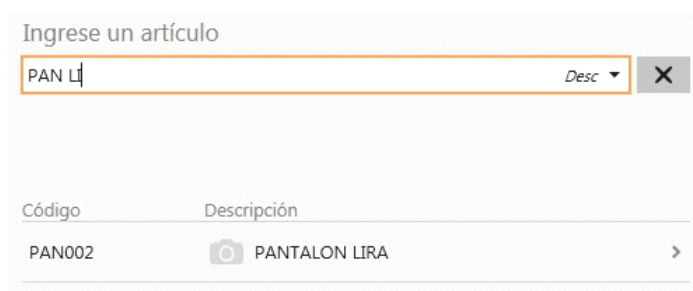 Ingrese un artículo
PAN LI Desc
Código Descripción
PAN002 PANTALON LIRA